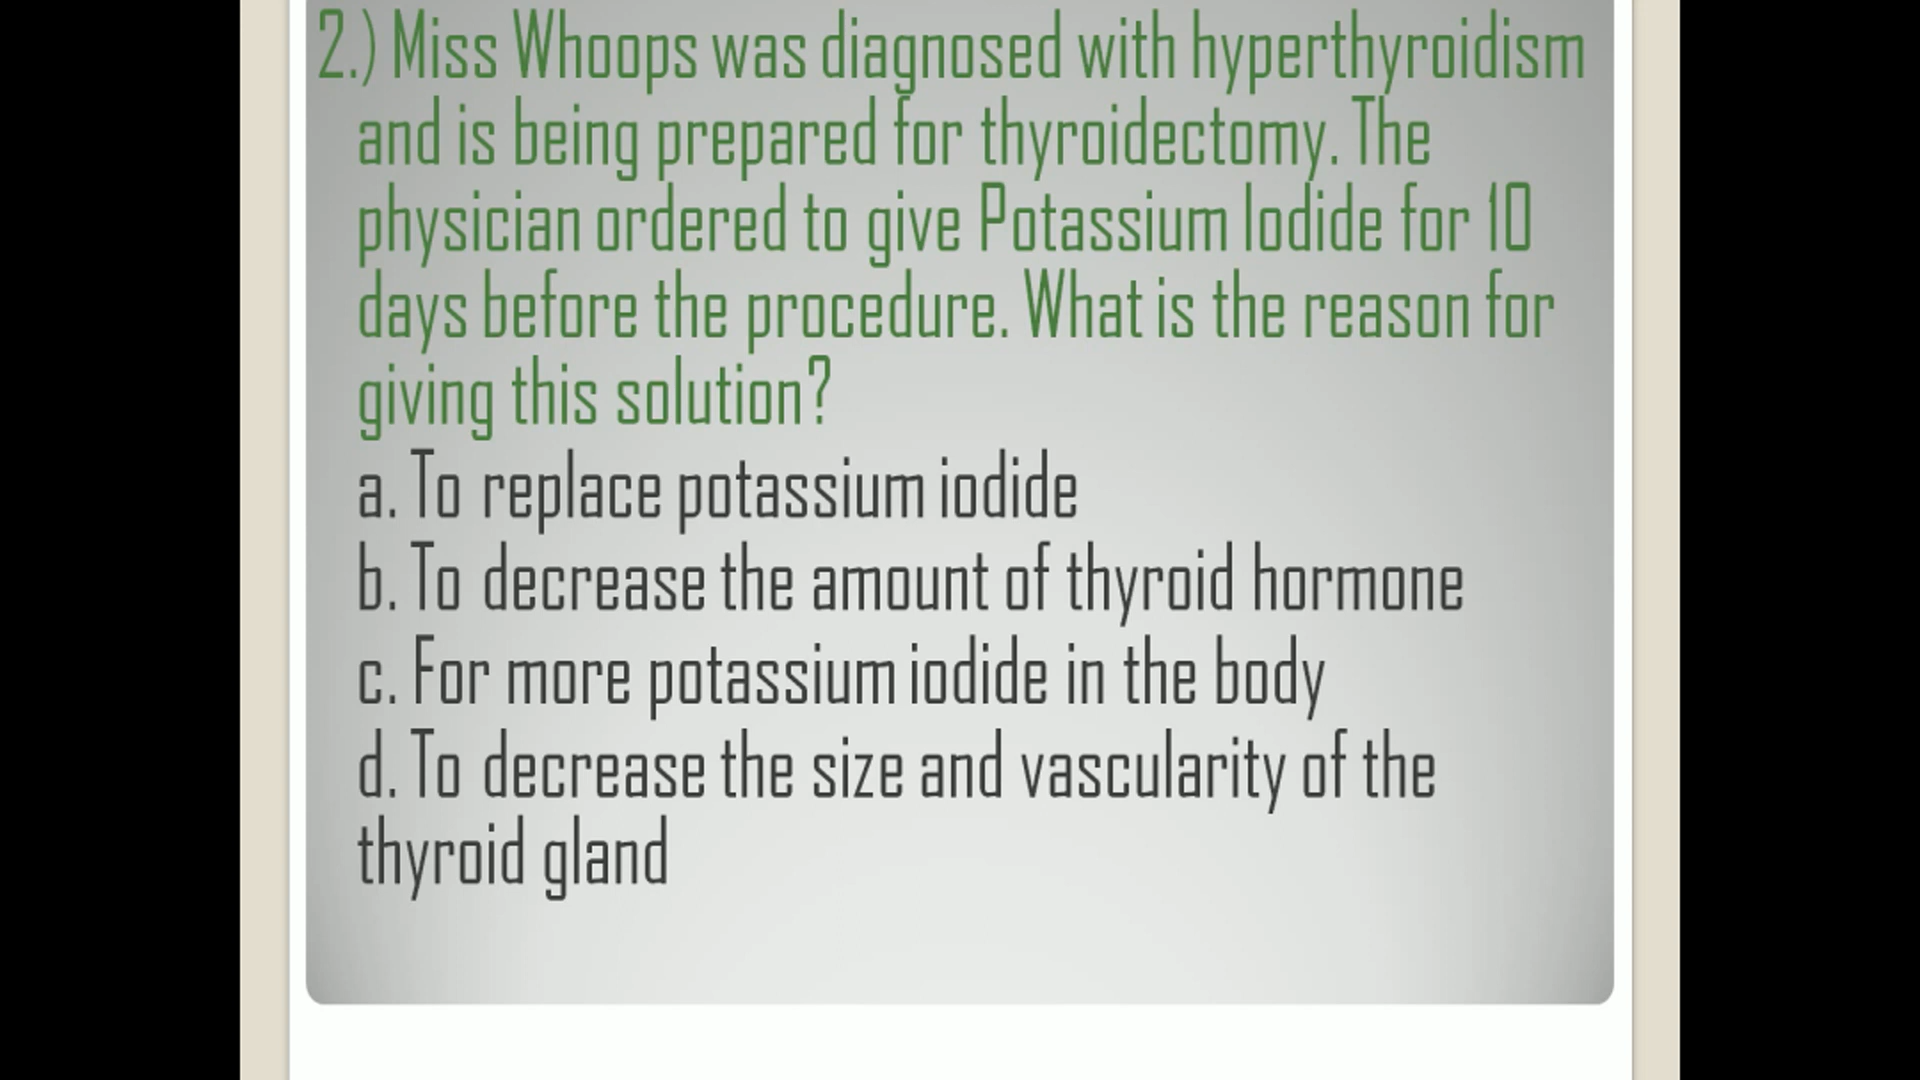 2.) Miss Whoops was diagnosed with hyperthyroidism
and is being prepared for thyroidectomy. The
physician ordered to give Potassium Iodide for 10
days before the procedure. What is the reason for
giving this solution?
a. To replace potassium iodide
b. To decrease the amount of thyroid hormone
c. For more potassium iodide in the body
d. To decrease the size and vascularity of the
thyroid gland